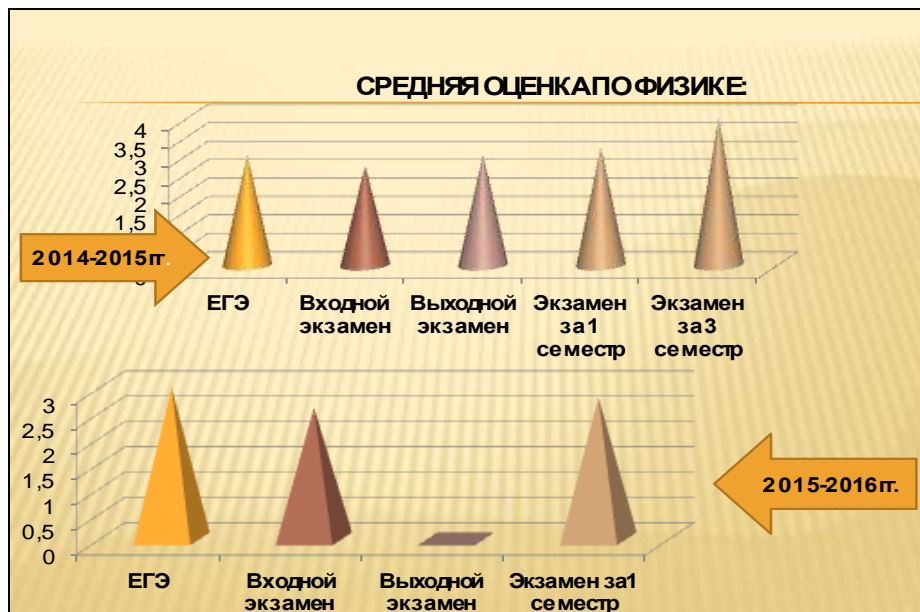 СРЕДНЯЯ ОЦЕНКА ПО ФИЗИКЕ:
4
3,5
3
2,5
2
1,5
2014-2015гг.
ЕГЭ
Входной
экзамен
Выходной
экзамен
Экзамен
за 1
семестр
Экзамен
за 3
семестр
3
2,5
2
1,5
1
0,5
0
2015-2016гг.
ЕГЭ
Входной
экзамен
Выходной
экзамен
Экзамен за 1
семестр